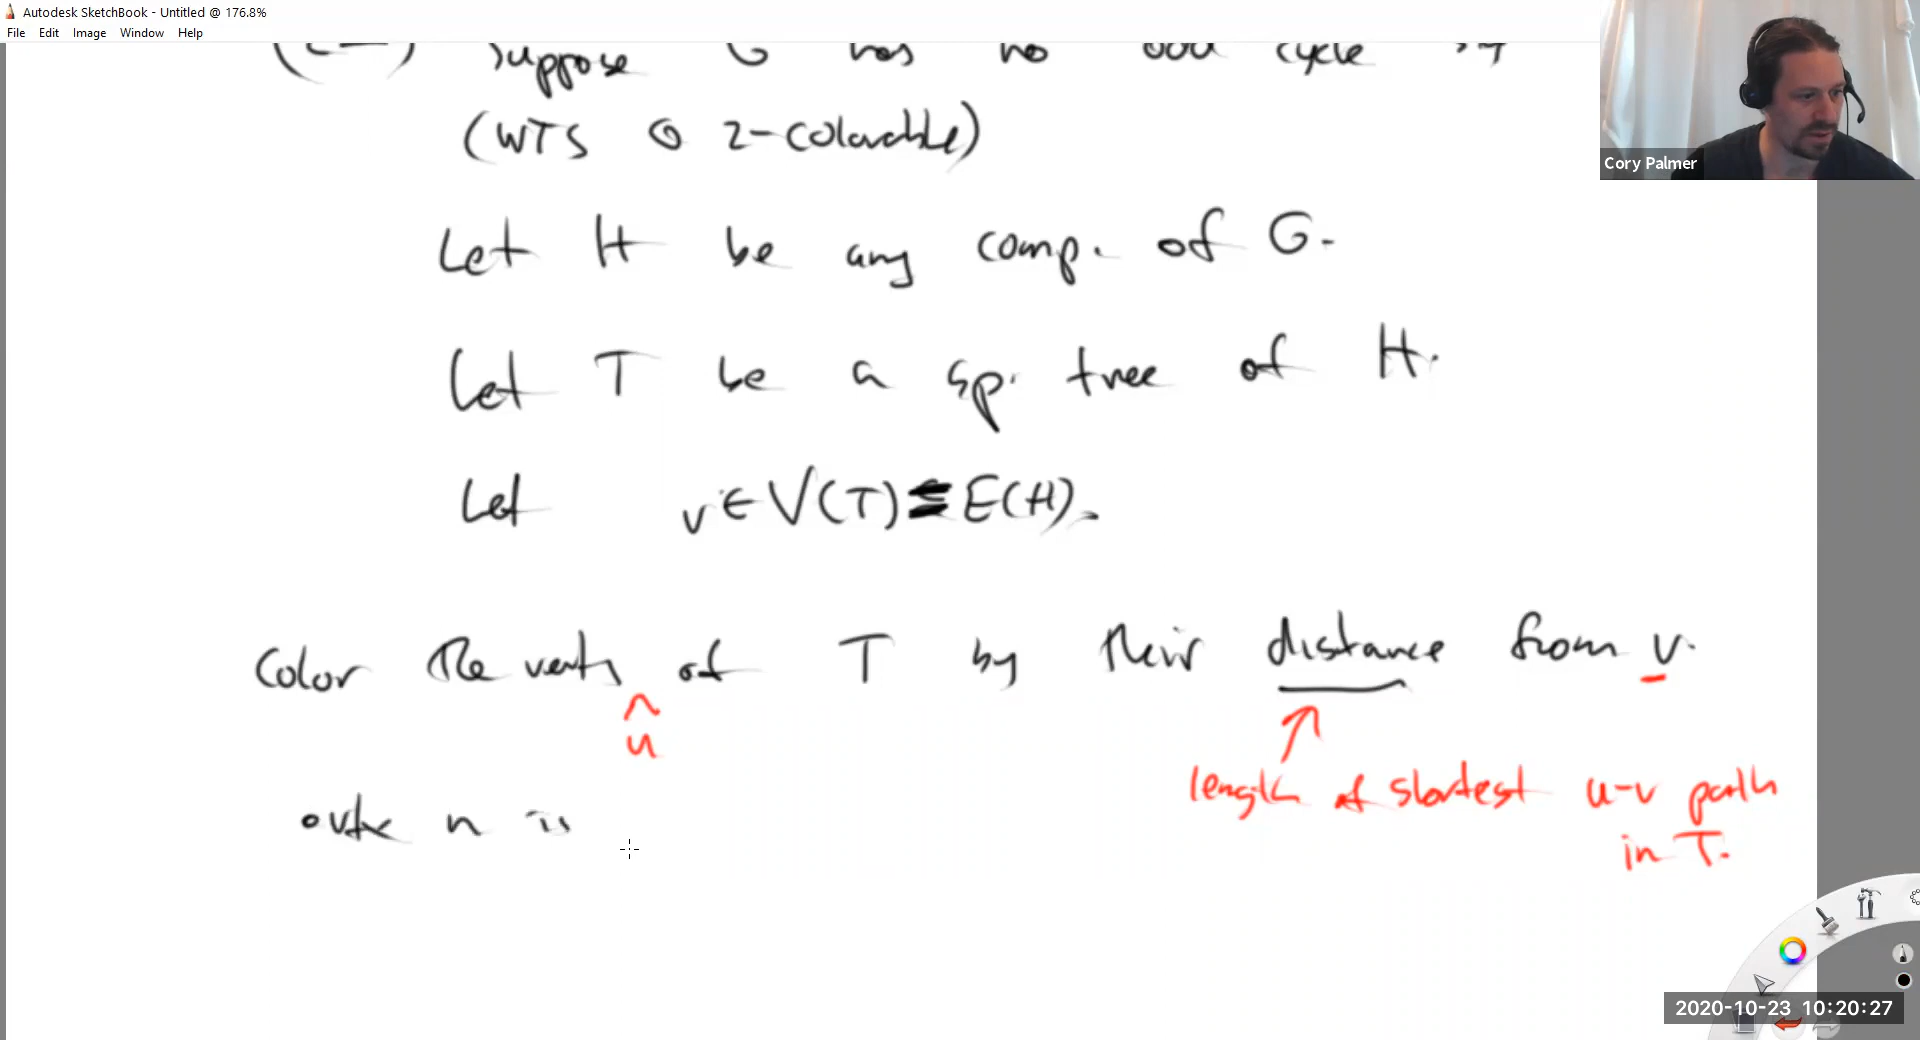 Autodesk SketchBook - Untitled @ 176.8%
File Edit Image Window Help
(⇐) Suppose G has no odd cycle
(WTS G 2-colorable)
Cory Palmer
Let H be any comp. of G.
Let T be a sp. tree of H.
Let v ∈ V(T) = E(H).
Color the verts of T by their distance from v.
^
u
length of shortest u-v path
in T.
n is
2020-10-23 10:20:27